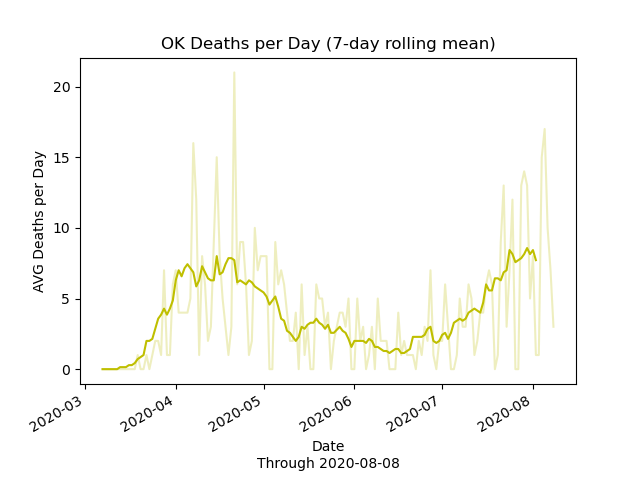 OK Deaths per Day (7-day rolling mean)
AVG Deaths per Day
20
15
10
5
0
2020-03
2020-04
2020-05
2020-06
2020-07
2020-08
Date
Through 2020-08-08